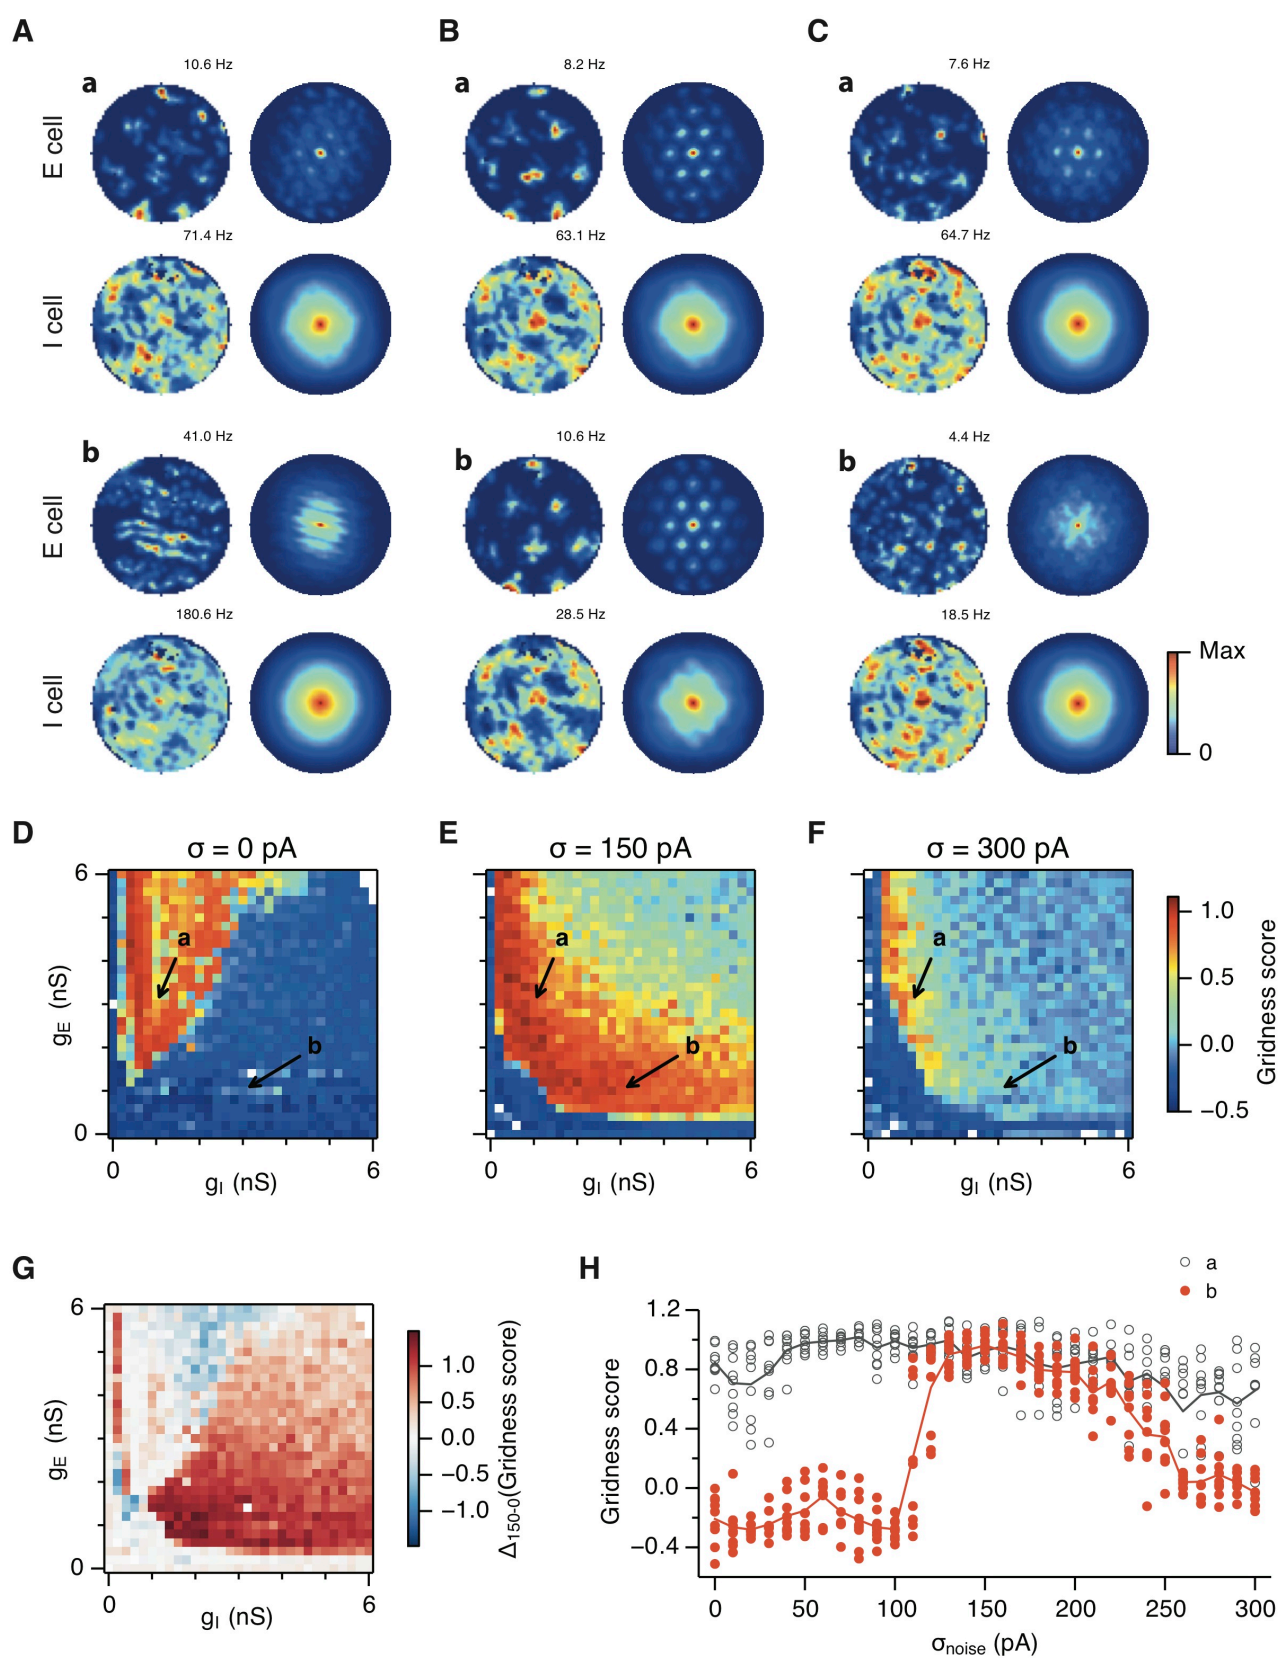 A B C
a 10.6 Hz a 8.2 Hz a 7.6 Hz
E cell
71.4 Hz 63.1 Hz 64.7 Hz
I cell
b 41.0 Hz b 10.6 Hz b 4.4 Hz
E cell
180.6 Hz 28.5 Hz 18.5 Hz
I cell
Max
0
D E F
σ = 0 pA σ = 150 pA σ = 300 pA
6
gE (nS)
0
a a a
b b b
0 6 0 6 0 6
gI (nS) gI (nS) gI (nS)
1.0
0.5
0.0
−0.5
Gridness score
G
6
gE (nS)
0
0 6
gI (nS)
1.0
0.5
0.0
−0.5
−1.0
Δ150-0(Gridness score)
H
a
b
1.2
0.8
0.4
0.0
−0.4
Gridness score
0 50 100 150 200 250 300
σnoise (pA)